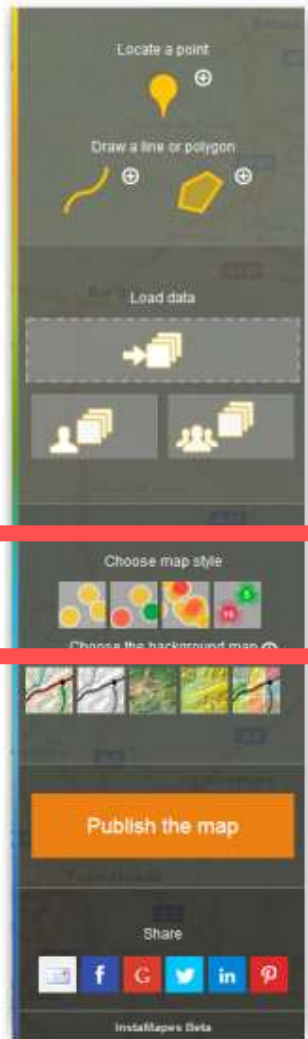 Locate a point
Draw a line or polygon
Load data
Choose map style
Choose the background map
Publish the map
Share
f G in
InstaMapes Beta